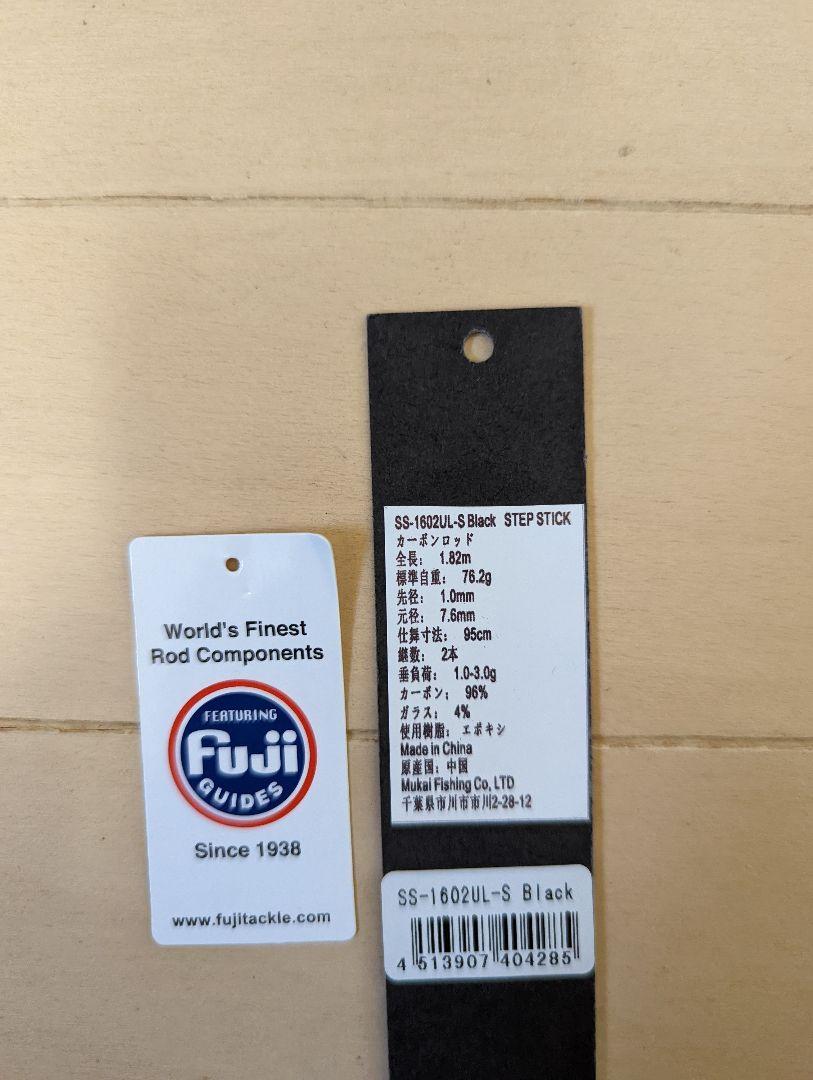 World's Finest
Rod Components
FEATURING
Fuji
GUIDES
Since 1938
www.fujitackle.com
SS-1602UL-S Black STEP STICK
カーボンロッド
全長： 1.82m
標準自重： 76.2g
先径： 1.0mm
元径： 7.6mm
仕舞寸法： 95cm
継数： 2本
垂負荷： 1.0-3.0g
カーボン： 96%
ガラス： 4%
使用樹脂： エポキシ
Made in China
原産国：中国
Mukai Fishing Co, LTD
千葉県市川市市川2-28-12
SS-1602UL-S Black
4 513907 404285